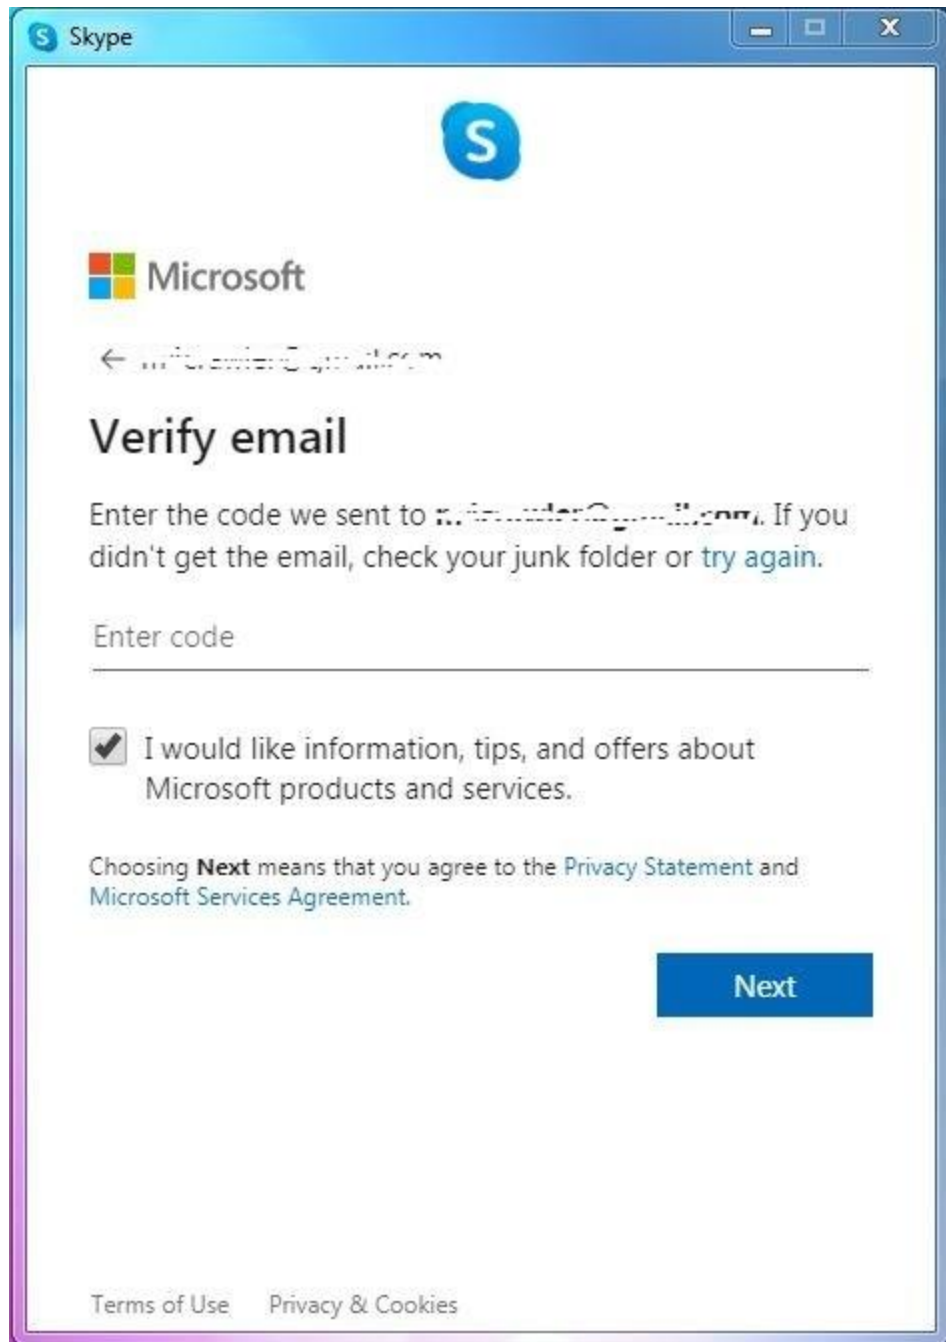 Skype
S
Microsoft
Verify email
Enter the code we sent to . If you
didn't get the email, check your junk folder or try again.
Enter code
I would like information, tips, and offers about
Microsoft products and services.
Choosing Next means that you agree to the Privacy Statement and
Microsoft Services Agreement.
Next
Terms of Use Privacy & Cookies